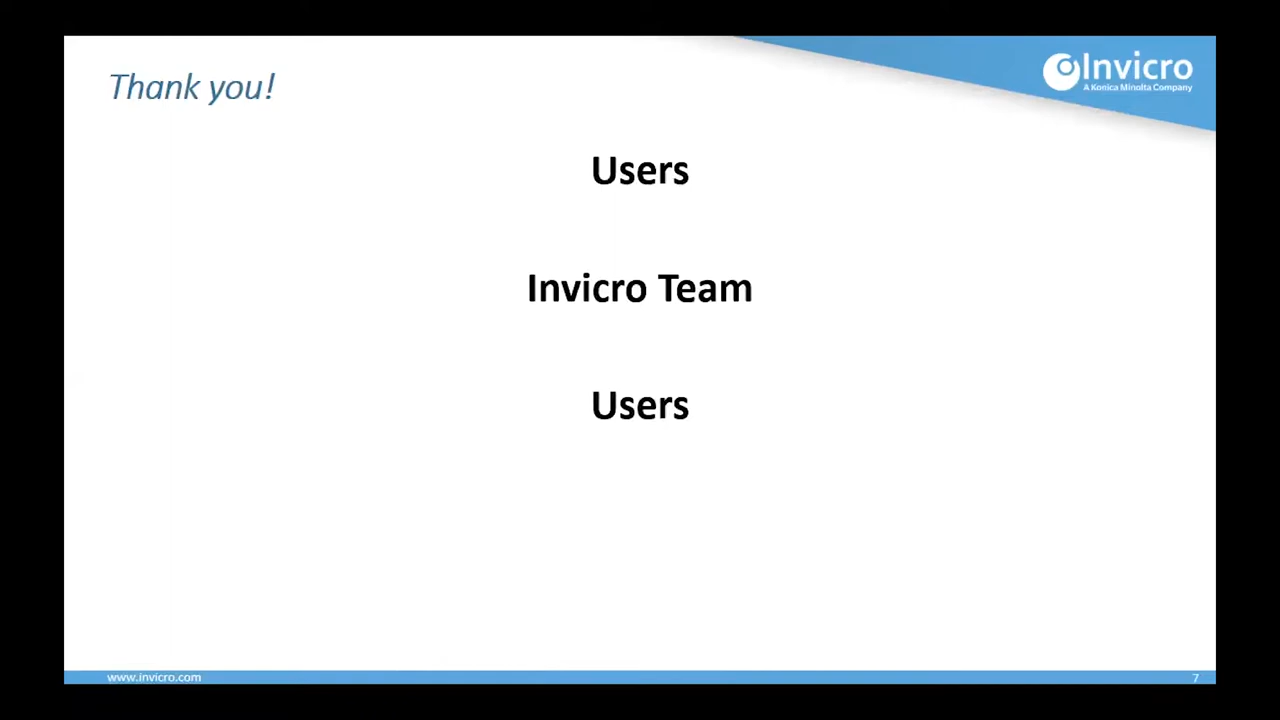 Thank you!
Invicro
A Konica Minolta Company
Users
Invicro Team
Users
www.invicro.com
7